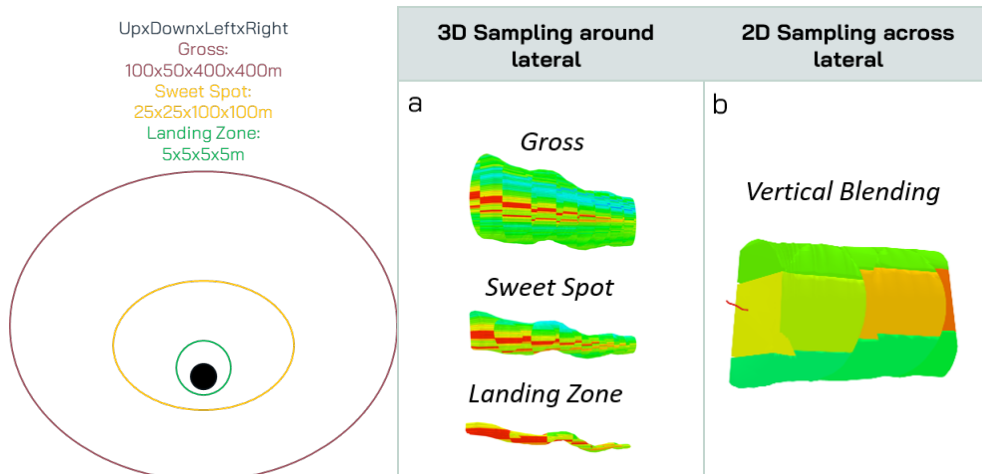 UpxDownxLeftxRight
Gross:
100x50x400x400m
Sweet Spot:
25x25x100x100m
Landing Zone:
5x5x5x5m
3D Sampling around
lateral
a
Gross
Sweet Spot
Landing Zone
2D Sampling across
lateral
b
Vertical Blending